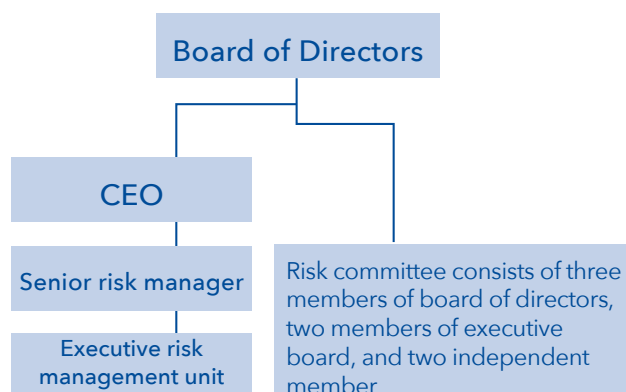 Board of Directors
CEO
Senior risk manager
Executive risk
management unit
Risk committee consists of three
members of board of directors,
two members of executive
board, and two independent
member